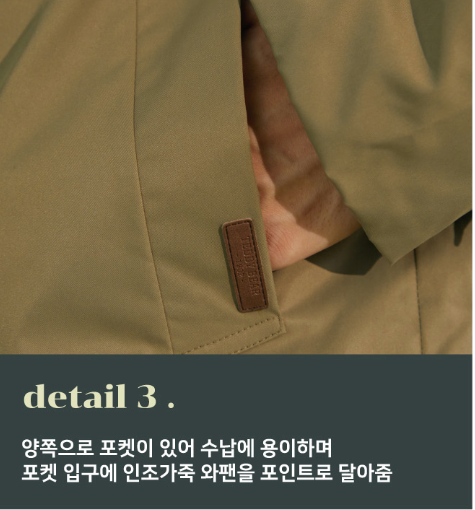 detail 3 .
양쪽으로 포켓이 있어 수납에 용이하며
포켓 입구에 인조가죽 와팬을 포인트로 달아줌